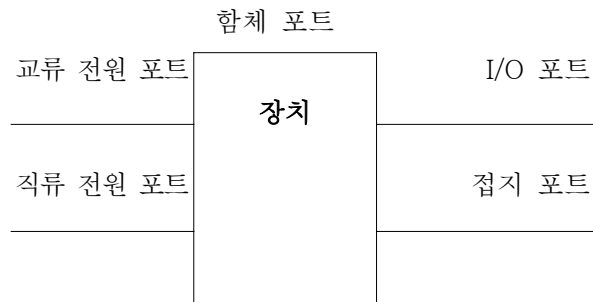 함체 포트
교류 전원 포트
I/O 포트
장치
직류 전원 포트
접지 포트